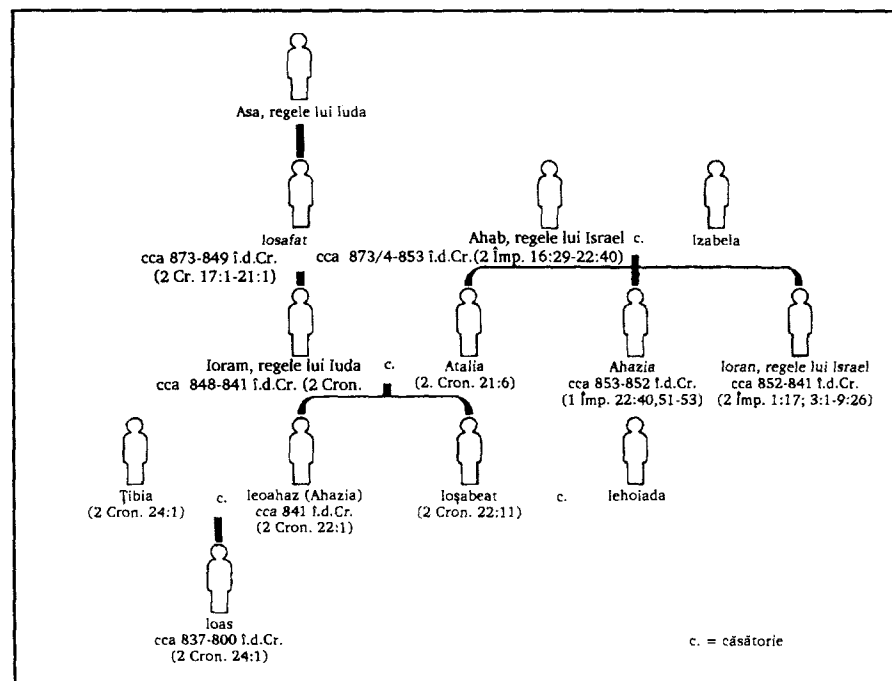 Asa, regele lui Iuda
Iosafat
cca 873-849 î.d.Cr.
(2 Cr. 17:1-21:1)
Ahab, regele lui Israel c. Izabela
cca 873/4-853 î.d.Cr.(2 Împ. 16:29-22:40)
Ioram, regele lui Iuda c. Atalia
cca 848-841 î.d.Cr. (2 Cron.
(2. Cron. 21:6)
Ahazia
cca 853-852 î.d.Cr.
(1 Împ. 22:40,51-53)
Ioran, regele lui Israel
cca 852-841 î.d.Cr.
(2 Împ. 1:17; 3:1-9:26)
Ţibia c.
(2 Cron. 24:1)
Ieoahaz (Ahazia)
cca 841 î.d.Cr.
(2 Cron. 22:1)
Ioşabeat c. Iehoiada
(2 Cron. 22:11)
Ioas
cca 837-800 î.d.Cr.
(2 Cron. 24:1)
c. = căsătorie